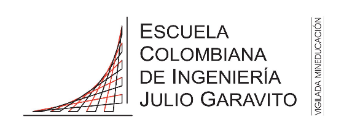 ESCUELA
COLOMBIANA
DE INGENIERÍA
JULIO GARAVITO
VIGILADA MINEDUCACIÓN